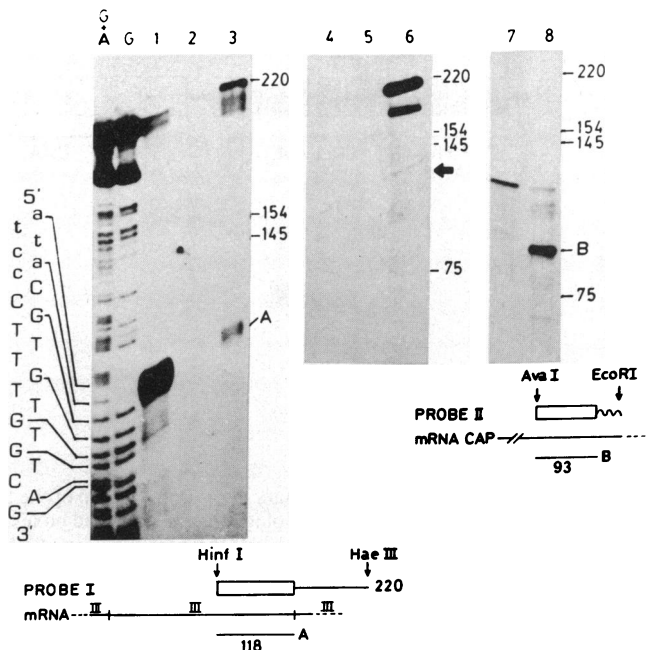 G
+
A G 1 2 3
4 5 6
7 8
220
154
145
A
220
154
145
75
220
154
145
B
75
5'
a
t t
c a
c C
C G
T T
T G
T T
G T
G T
C A
G
3'
Ava I EcoRI
PROBE II
mRNA CAP
93 B
Hinf I Hae III
PROBE I 220
mRNA III III III
118 A